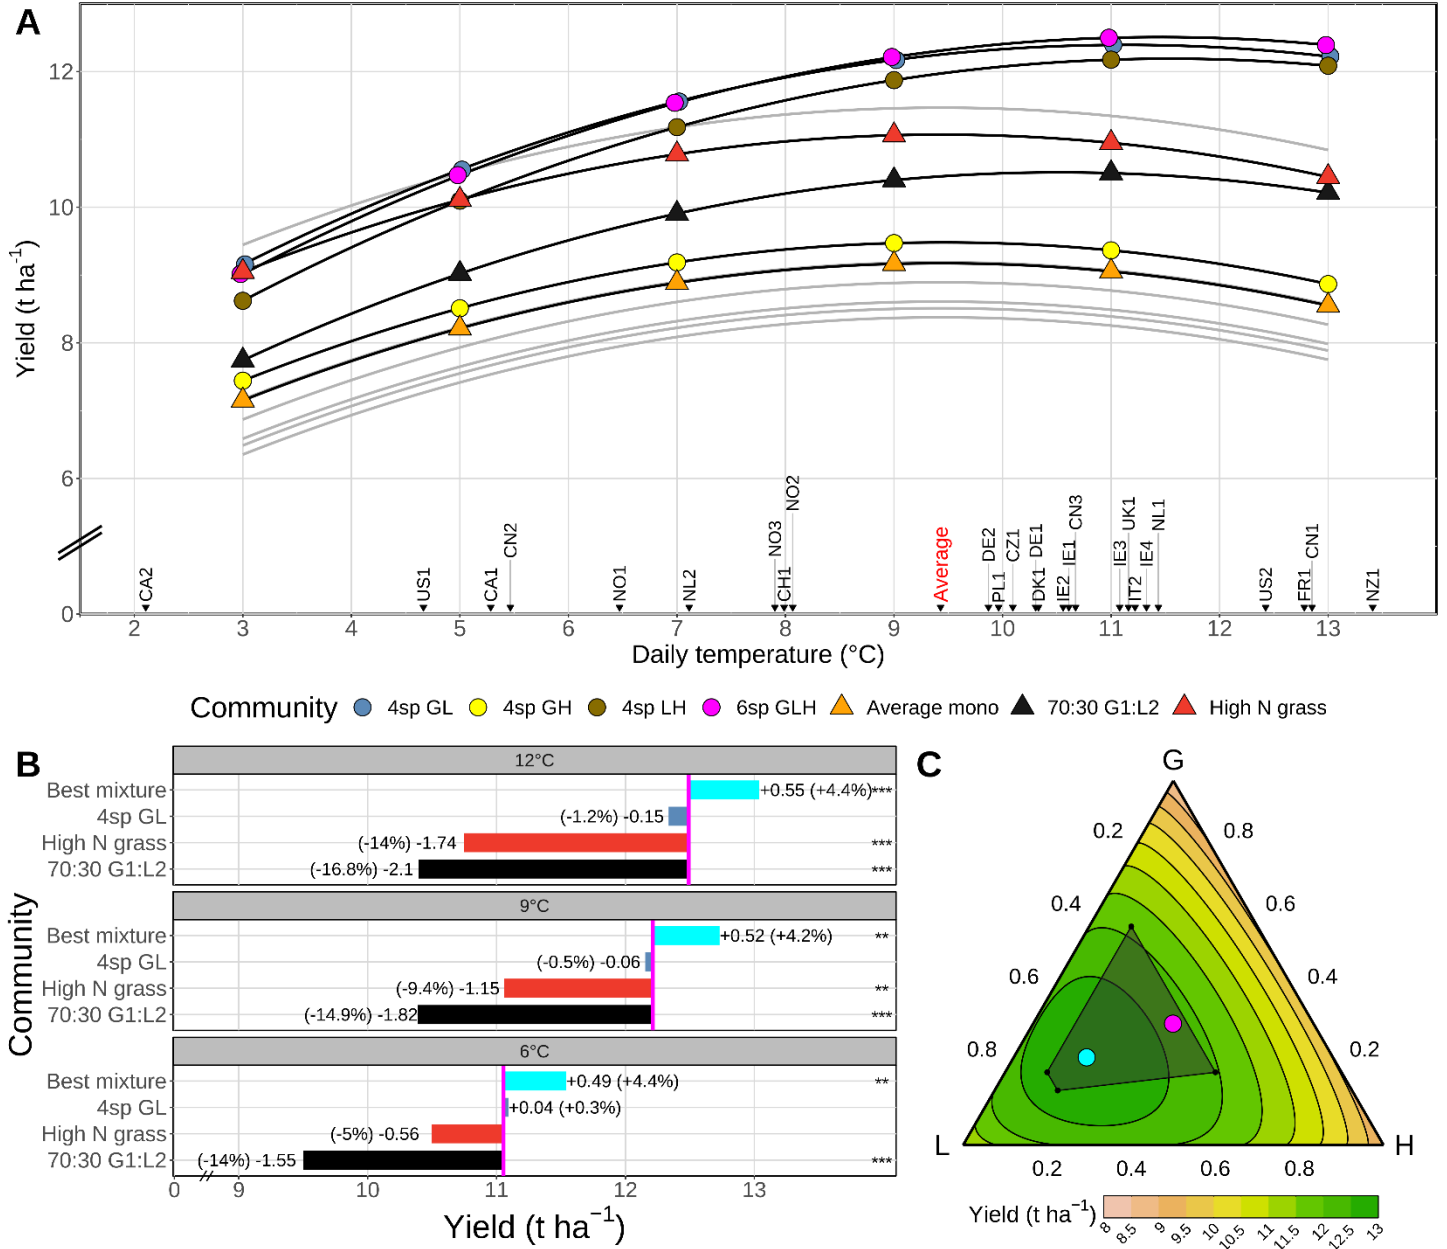 A
Yield (t ha⁻¹)
12
10
8
6
0
CA2
US1
CA1
CN2
NO1
NL2
NO3
CH1
NO2
Average
DE2
PL1
CZ1
DK1
DE1
IE2
IE1
CN3
IE3
UK1
IT2
IE4
NL1
US2
FR1
CN1
NZ1
2 3 4 5 6 7 8 9 10 11 12 13
Daily temperature (°C)
Community 4sp GL 4sp GH 4sp LH 6sp GLH Average mono 70:30 G1:L2 High N grass
B
Community
12°C
Best mixture +0.55 (+4.4%) ***
4sp GL (-1.2%) -0.15
High N grass (-14%) -1.74 ***
70:30 G1:L2 (-16.8%) -2.1 ***
9°C
Best mixture +0.52 (+4.2%) **
4sp GL (-0.5%) -0.06
High N grass (-9.4%) -1.15 **
70:30 G1:L2 (-14.9%) -1.82 ***
6°C
Best mixture +0.49 (+4.4%) **
4sp GL +0.04 (+0.3%)
High N grass (-5%) -0.56
70:30 G1:L2 (-14%) -1.55 ***
0 9 10 11 12 13
Yield (t ha⁻¹)
C
G
0.2 0.8
0.4 0.6
0.6 0.4
0.8 0.2
L H
0.2 0.4 0.6 0.8
Yield (t ha⁻¹)
8 8.5 9 9.5 10 10.5 11 11.5 12 12.5 13